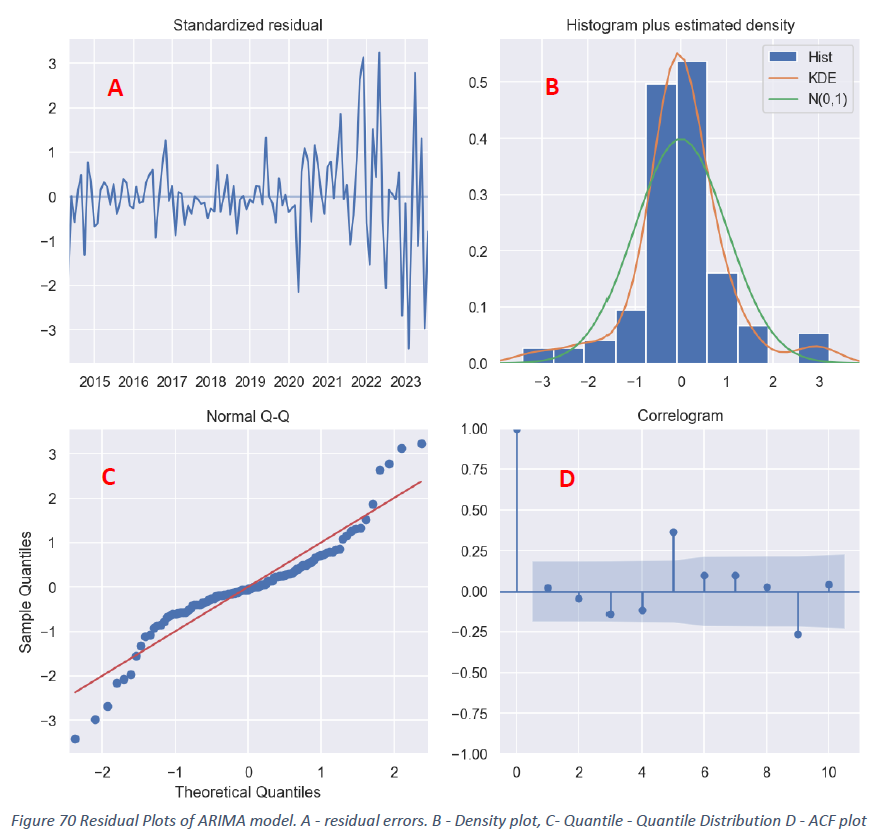 Standardized residual
A
3
2
1
0
−1
−2
−3
2015 2016 2017 2018 2019 2020 2021 2022 2023
Histogram plus estimated density
B
Hist
KDE
N(0,1)
0.5
0.4
0.3
0.2
0.1
0.0
−3 −2 −1 0 1 2 3
Normal Q-Q
C
Sample Quantiles
3
2
1
0
−1
−2
−3
−2 −1 0 1 2
Theoretical Quantiles
Correlogram
D
1.00
0.75
0.50
0.25
0.00
−0.25
−0.50
−0.75
−1.00
0 2 4 6 8 10
Figure 70 Residual Plots of ARIMA model. A - residual errors. B - Density plot, C- Quantile - Quantile Distribution D - ACF plot